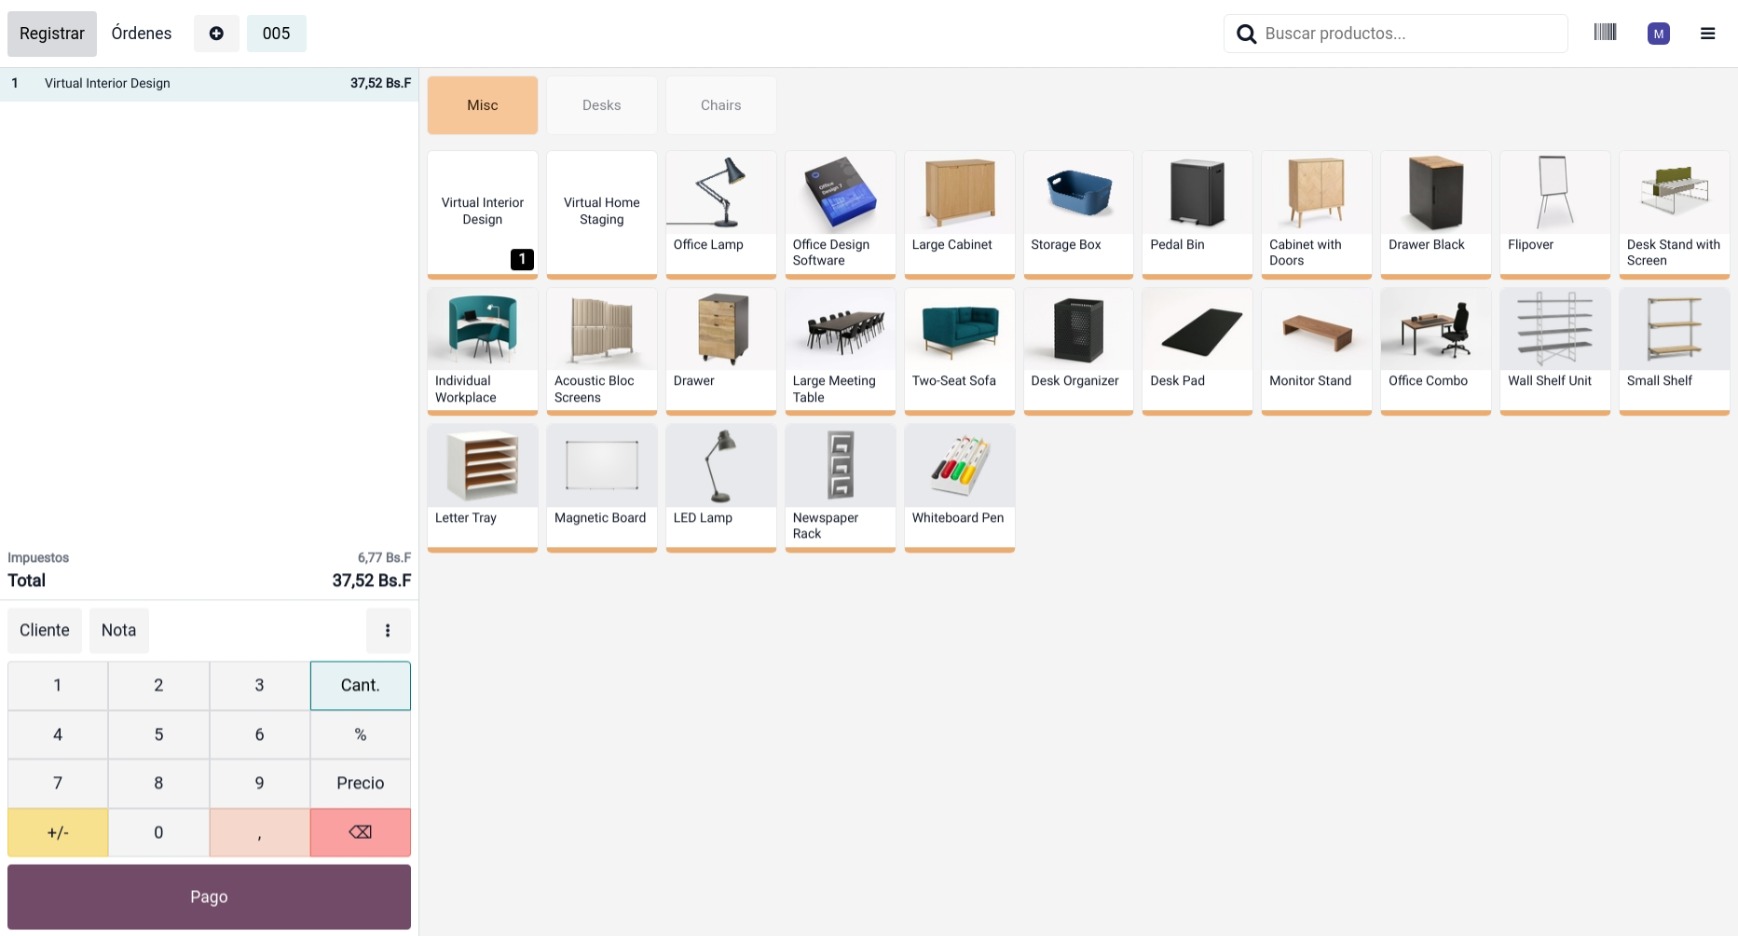 Registrar
Órdenes
005
Buscar productos...
M
1 Virtual Interior Design 37,52 Bs.F
Misc
Desks
Chairs
Virtual Interior
Design
1
Virtual Home
Staging
Office Lamp
Office
Design 7
Office Design
Software
Large Cabinet
Storage Box
Pedal Bin
Cabinet with
Doors
Drawer Black
Flipover
Desk Stand with
Screen
Individual
Workplace
Acoustic Bloc
Screens
Drawer
Large Meeting
Table
Two-Seat Sofa
Desk Organizer
Desk Pad
Monitor Stand
Office Combo
Wall Shelf Unit
Small Shelf
Letter Tray
Magnetic Board
LED Lamp
Newspaper
Rack
Whiteboard Pen
Impuestos 6,77 Bs.F
Total 37,52 Bs.F
Cliente
Nota
1 2 3 Cant.
4 5 6 %
7 8 9 Precio
+/- 0 , ⌫
Pago